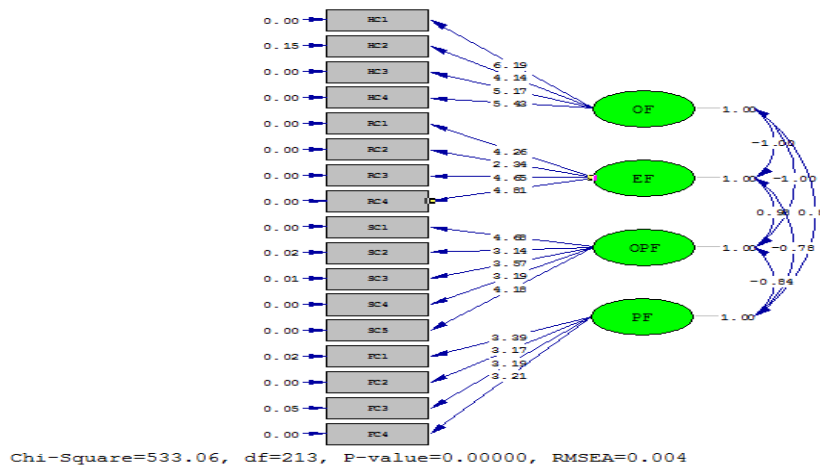 0.00 HC1
0.15 HC2
0.00 HC3
0.00 HC4
0.00 RC1
0.00 RC2
0.00 RC3
0.00 RC4
0.00 SC1
0.02 SC2
0.01 SC3
0.00 SC4
0.00 SC5
0.02 FC1
0.00 FC2
0.05 FC3
0.00 FC4
6.19
4.14
5.17
5.43
4.26
2.34
4.65
4.81
4.68
3.14
3.57
3.19
4.18
3.39
3.17
3.19
3.21
OF 1.00
EF 1.00
OPF 1.00
PF 1.00
-1.00
-1.00
-0.78
-0.84
Chi-Square=533.06, df=213, P-value=0.00000, RMSEA=0.004